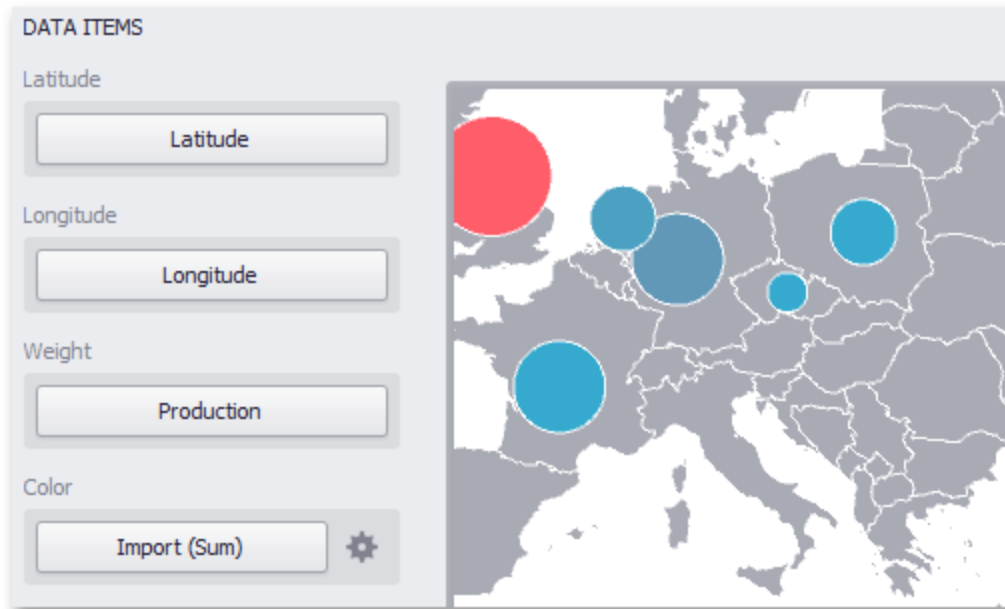 DATA ITEMS
Latitude
Latitude
Longitude
Longitude
Weight
Production
Color
Import (Sum)